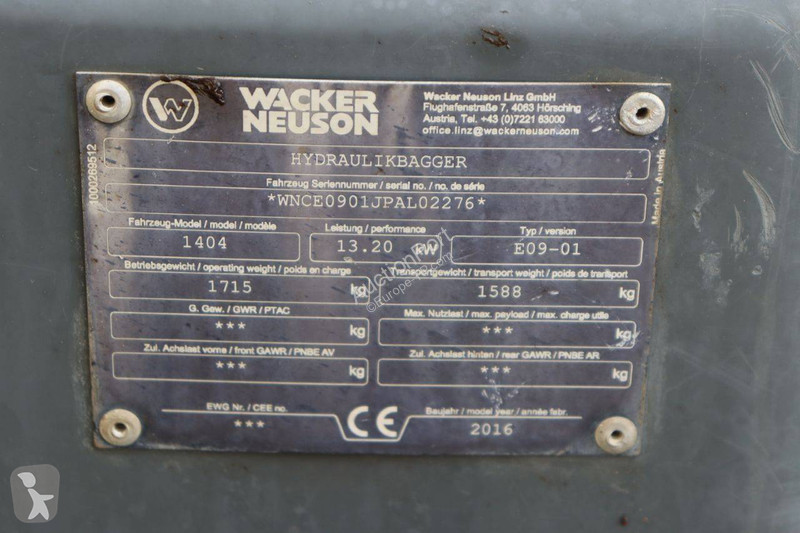 W
WACKER
NEUSON
Wacker Neuson Linz GmbH
Flughafenstraße 7, 4063 Hörsching
Austria, Tel. +43 (0)7221 63000
office.linz@wackerneuson.com
1000269512
HYDRAULIKBAGGER
Fahrzeug Seriennummer / serial no. / no. de série
*WNCE0901JPAL02276*
Made in Austria
Fahrzeug-Model / model / modèle
Leistung / performance
Typ / version
1404
13.20 kW
E09-01
Betriebsgewicht / operating weight / poids en charge
Transportgewicht / transport weight / poids de transport
1715 kg
1588 kg
G. Gew. / GWR / PTAC
Max. Nutzlast / max. payload / max. charge utile
*** kg
*** kg
Zul. Achslast vorne / front GAWR / PNBE AV
Zul. Achslast hinten / rear GAWR / PNBE AR
*** kg
*** kg
EWG Nr. / CEE no.
CE
Baujahr / model year / année fabr.
***
2016